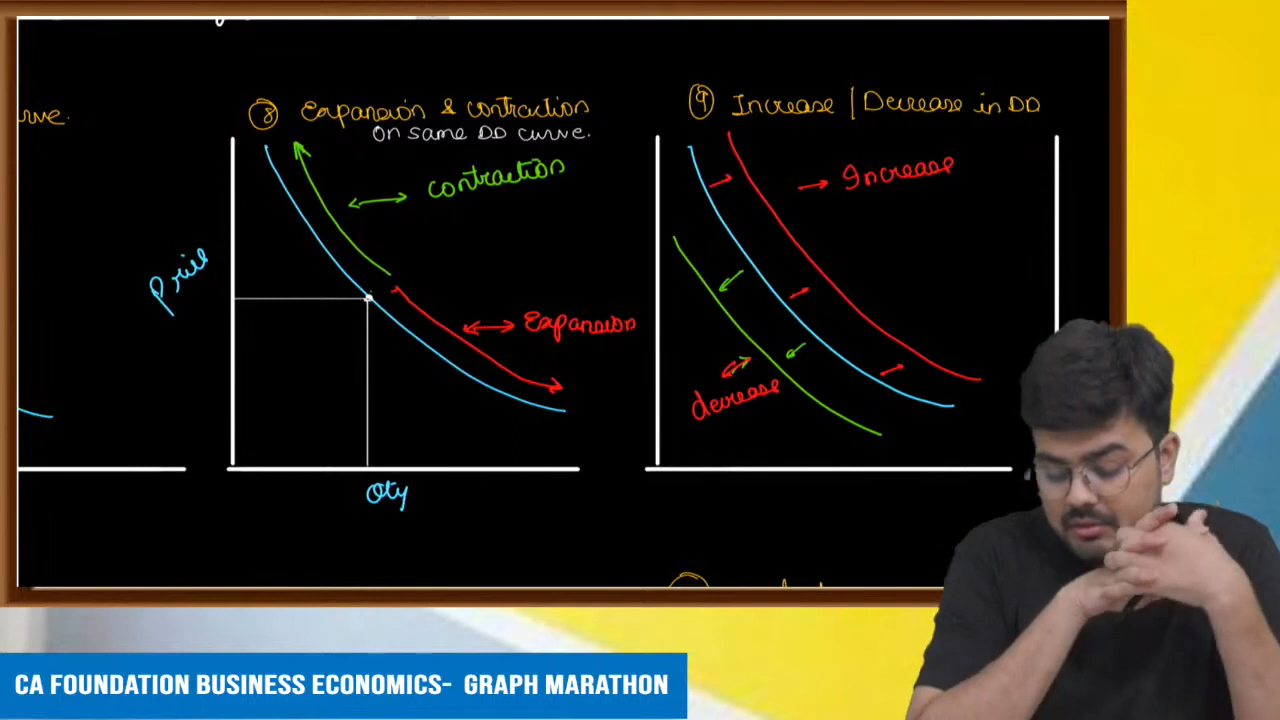 rve.
⑧ Expansion & contraction
On same DD curve.
contraction
Price
Expansion
Qty
⑨ Increase / Decrease in DD
Increase
decrease
CA FOUNDATION BUSINESS ECONOMICS- GRAPH MARATHON